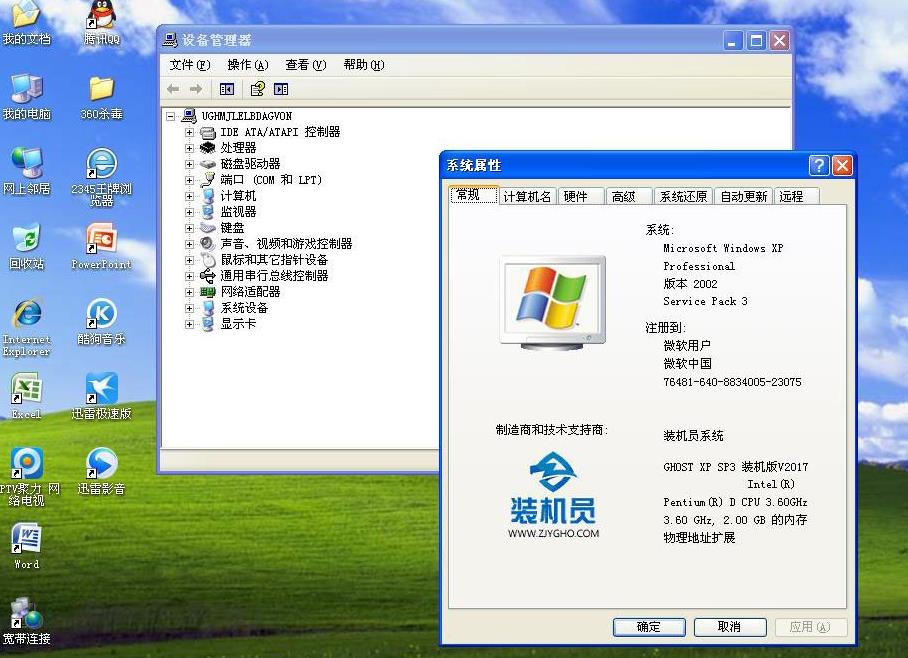 我的文档
腾讯QQ
我的电脑
360杀毒
网上邻居
2345王牌浏
览器
回收站
PowerPoint
Internet
Explorer
酷狗音乐
Excel
迅雷极速版
PTV聚力 网
络电视
迅雷影音
Word
宽带连接
设备管理器
文件(F) 操作(A) 查看(V) 帮助(H)
UGHMJLELBDAGVON
IDE ATA/ATAPI 控制器
处理器
磁盘驱动器
端口 (COM 和 LPT)
计算机
监视器
键盘
声音、视频和游戏控制器
鼠标和其它指针设备
通用串行总线控制器
网络适配器
系统设备
显示卡
系统属性
常规 计算机名 硬件 高级 系统还原 自动更新 远程
系统:
Microsoft Windows XP
Professional
版本 2002
Service Pack 3
注册到:
微软用户
微软中国
76481-640-8834005-23075
制造商和技术支持商:
装机员
WWW.ZJYGHO.COM
装机员系统
GHOST XP SP3 装机版V2017
Intel(R)
Pentium(R) D CPU 3.60GHz
3.60 GHz, 2.00 GB 的内存
物理地址扩展
确定 取消 应用(A)